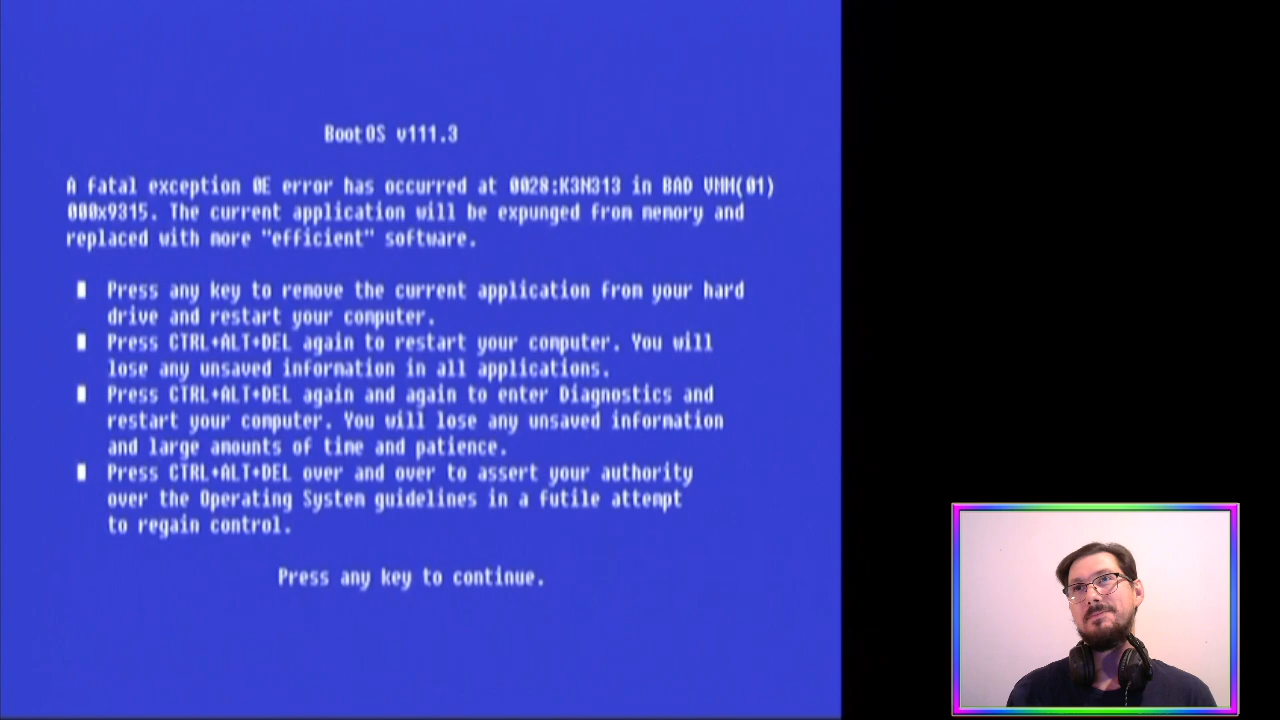 BootOS v111.3
A fatal exception 0E error has occurred at 0028:K3N313 in BAD VMM(01)
000x9315. The current application will be expunged from memory and
replaced with more "efficient" software.
Press any key to remove the current application from your hard
drive and restart your computer.
Press CTRL+ALT+DEL again to restart your computer. You will
lose any unsaved information in all applications.
Press CTRL+ALT+DEL again and again to enter Diagnostics and
restart your computer. You will lose any unsaved information
and large amounts of time and patience.
Press CTRL+ALT+DEL over and over to assert your authority
over the Operating System guidelines in a futile attempt
to regain control.
Press any key to continue.